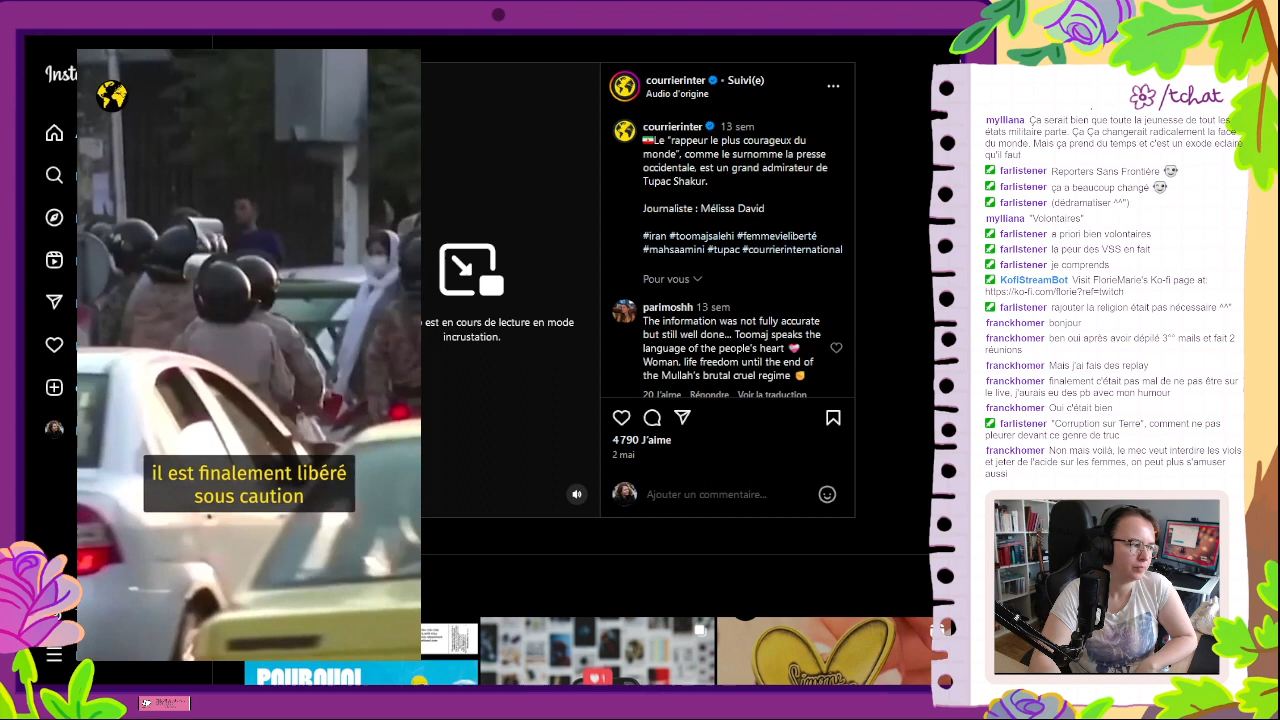 Inst
il est finalement libéré
sous caution
est en cours de lecture en mode
incrustation.
courrierinter • Suivi(e)
Audio d'origine
courrierinter 13 sem
Le "rappeur le plus courageux du
monde", comme le surnomme la presse
occidentale, est un grand admirateur de
Tupac Shakur.
Journaliste : Mélissa David
#iran #toomajsalehi #femmevieliberté
#mahsaamini #tupac #courrierinternational
Pour vous
parimoshh 13 sem
The information was not fully accurate
but still well done... Toomaj speaks the
language of the people's heart
Woman. life freedom until the end of
the Mullah's brutal cruel regime
20 J'aime Répondre Voir la traduction
4 790 J'aime
2 mai
Ajouter un commentaire...
POURQUOI
/tchat
mylliana Ça serait bien que toute la jeunesse de tout les
états militaire parte. Ça Ça changerait radicalement la face
du monde. Mais ça prend du temps et c'est un exode eclairé
qu'il faut
farlistener Reporters Sans Frontière
farlistener ça a beaucoup changé
farlistener (dédramatiser ^^")
mylliana "Volontaires"
farlistener a priori bien volontaires
farlistener la peur des VSS en fait
farlistener je comprends
KofiStreamBot Visit FlorieMarie's Ko-fi page at:
https://ko-fi.com/florie?ref=twitch
farlistener rajouter la religion était pas nécessaire ^^"
franckhomer bonjour
franckhomer ben oui après avoir dépilé 3^^ mails et fait 2
réunions
franckhomer Mais j'ai fais des replay
franckhomer finalement c'était pas mal de ne pas être sur
le live, j'aurais eu des pb avec mon humour
franckhomer Oui c'était bien
farlistener "Corruption sur Terre", comment ne pas
pleurer devant ce genre de truc
franckhomer Non mais voilà, le mec veut interdire les viols
et jeter de l'acide sur les femmes, on peut plus s'amuser
aussi